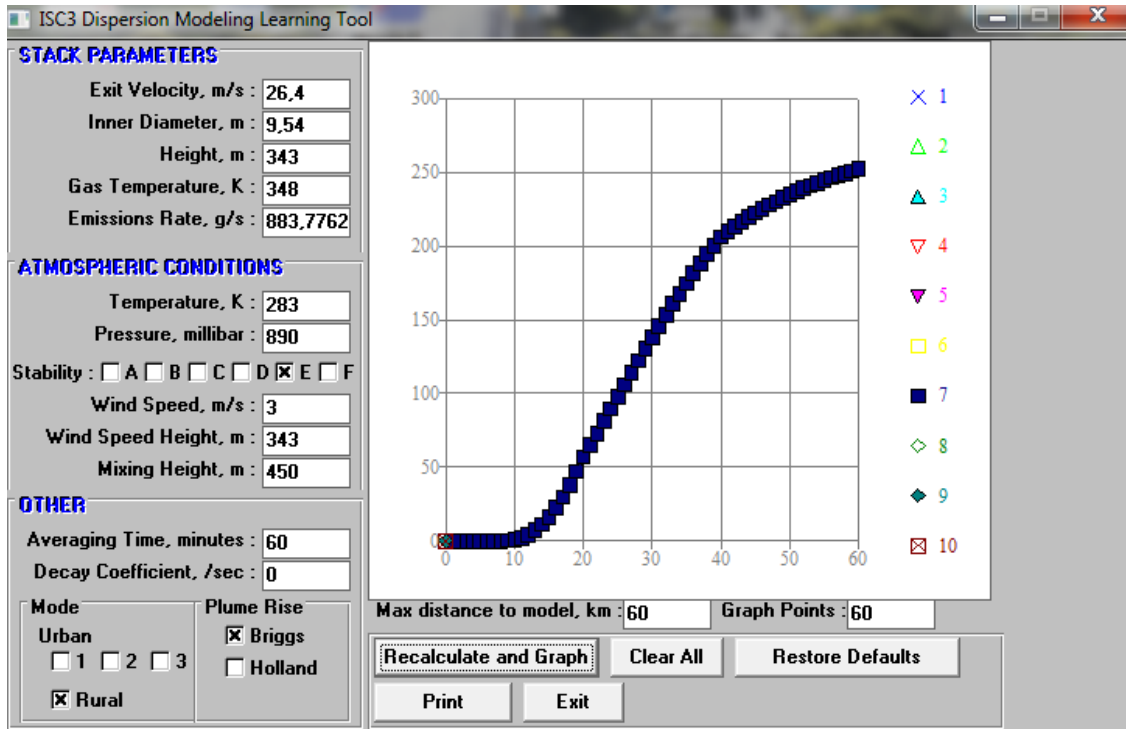 ISC3 Dispersion Modeling Learning Tool
STACK PARAMETERS
Exit Velocity, m/s : 26,4
Inner Diameter, m : 9,54
Height, m : 343
Gas Temperature, K : 348
Emissions Rate, g/s : 883,7762
ATMOSPHERIC CONDITIONS
Temperature, K : 283
Pressure, millibar : 890
Stability : A B C D E F
Wind Speed, m/s : 3
Wind Speed Height, m : 343
Mixing Height, m : 450
OTHER
Averaging Time, minutes : 60
Decay Coefficient, /sec : 0
Mode
Urban
1 2 3
Rural
Plume Rise
Briggs
Holland
300
250
200
150
100
50
0
0 10 20 30 40 50 60
1
2
3
4
5
6
7
8
9
10
Max distance to model, km : 60 Graph Points : 60
Recalculate and Graph Clear All Restore Defaults
Print Exit